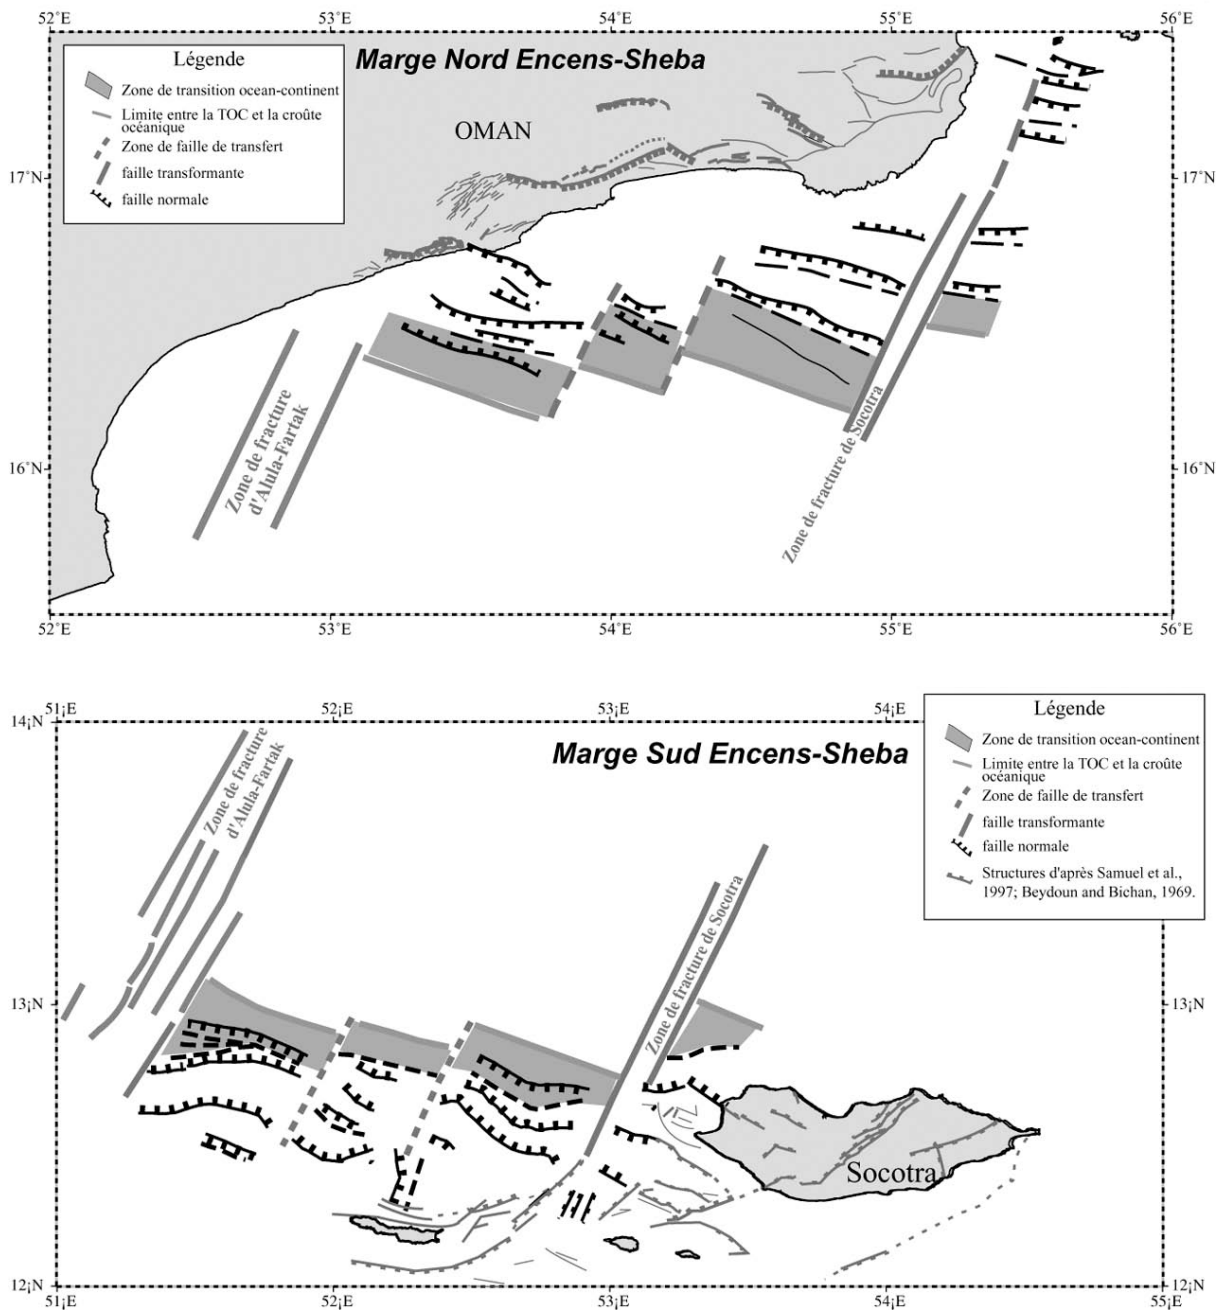 52˚E
53˚E
54˚E
55˚E
56˚E
Légende
Zone de transition ocean-continent
Limite entre la TOC et la croûte
océanique
Zone de faille de transfert
faille transformante
faille normale
Marge Nord Encens-Sheba
OMAN
17˚N
17˚N
Zone de fracture
d'Alula-Fartak
Zone de fracture de Socotra
16˚N
16˚N
52˚E
53˚E
54˚E
55˚E
56˚E
51¡E
52¡E
53¡E
54¡E
14¡N
Marge Sud Encens-Sheba
Légende
Zone de transition ocean-continent
Limite entre la TOC et la croûte
océanique
Zone de faille de transfert
faille transformante
faille normale
Structures d'après Samuel et al.,
1997; Beydoun and Bichan, 1969.
Zone de fracture
d'Alula-Fartak
Zone de fracture de Socotra
13¡N
13¡N
Socotra
12¡N
12¡N
51¡E
52¡E
53¡E
54¡E
55¡E